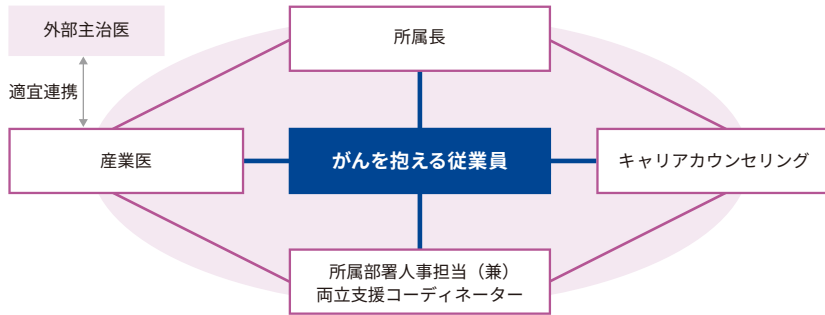 外部主治医
所属長
適宜連携
産業医
がんを抱える従業員
キャリアカウンセリング
所属部署人事担当（兼）
両立支援コーディネーター